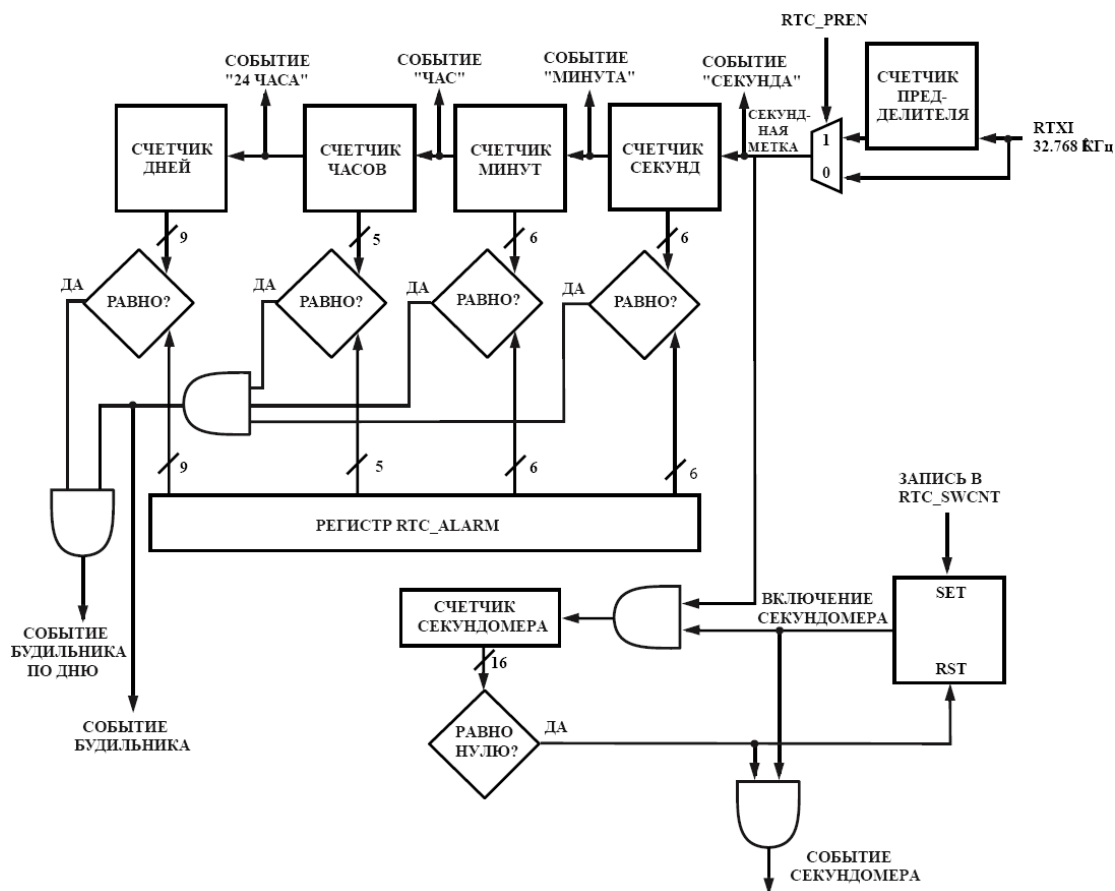 RTC_PREN
СОБЫТИЕ
"24 ЧАСА"
СОБЫТИЕ
"ЧАС"
СОБЫТИЕ
"МИНУТА"
СОБЫТИЕ
"СЕКУНДА"
СЧЕТЧИК
ДНЕЙ
СЧЕТЧИК
ЧАСОВ
СЧЕТЧИК
МИНУТ
СЧЕТЧИК
СЕКУНД
СЕКУНД-
НАЯ
МЕТКА
1
0
СЧЕТЧИК
ПРЕД-
ДЕЛИТЕЛЯ
RTXI
32.768 КГц
9
5
6
6
ДА
РАВНО?
ДА
РАВНО?
ДА
РАВНО?
ДА
РАВНО?
9
5
6
6
РЕГИСТР RTC_ALARM
ЗАПИСЬ В
RTC_SWCNT
СОБЫТИЕ
БУДИЛЬНИКА
ПО ДНЮ
СОБЫТИЕ
БУДИЛЬНИКА
СЧЕТЧИК
СЕКУНДОМЕРА
ВКЛЮЧЕНИЕ
СЕКУНДОМЕРА
SET
RST
16
РАВНО
НУЛЮ?
ДА
СОБЫТИЕ
СЕКУНДОМЕРА